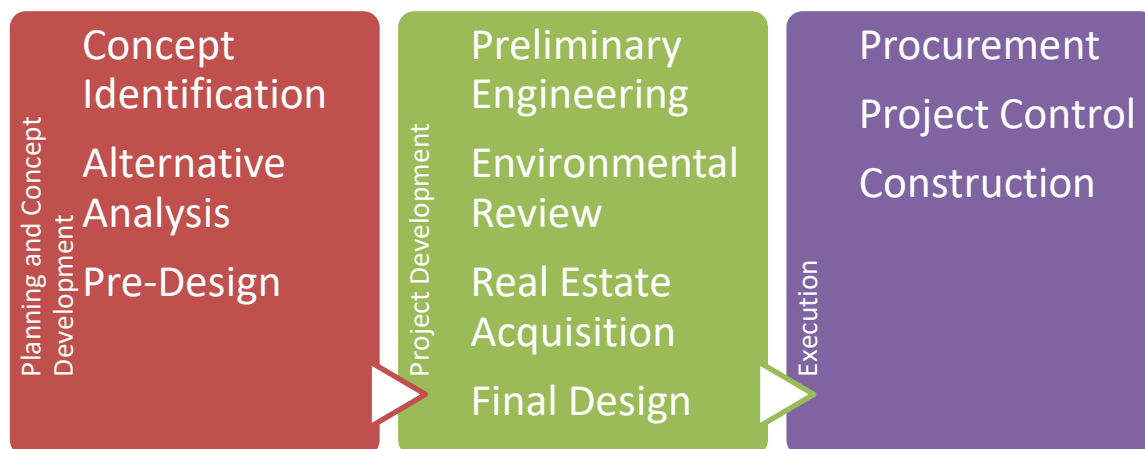 Planning and Concept
Development
Concept
Identification
Alternative
Analysis
Pre-Design
Project Development
Preliminary
Engineering
Environmental
Review
Real Estate
Acquisition
Final Design
Execution
Procurement
Project Control
Construction